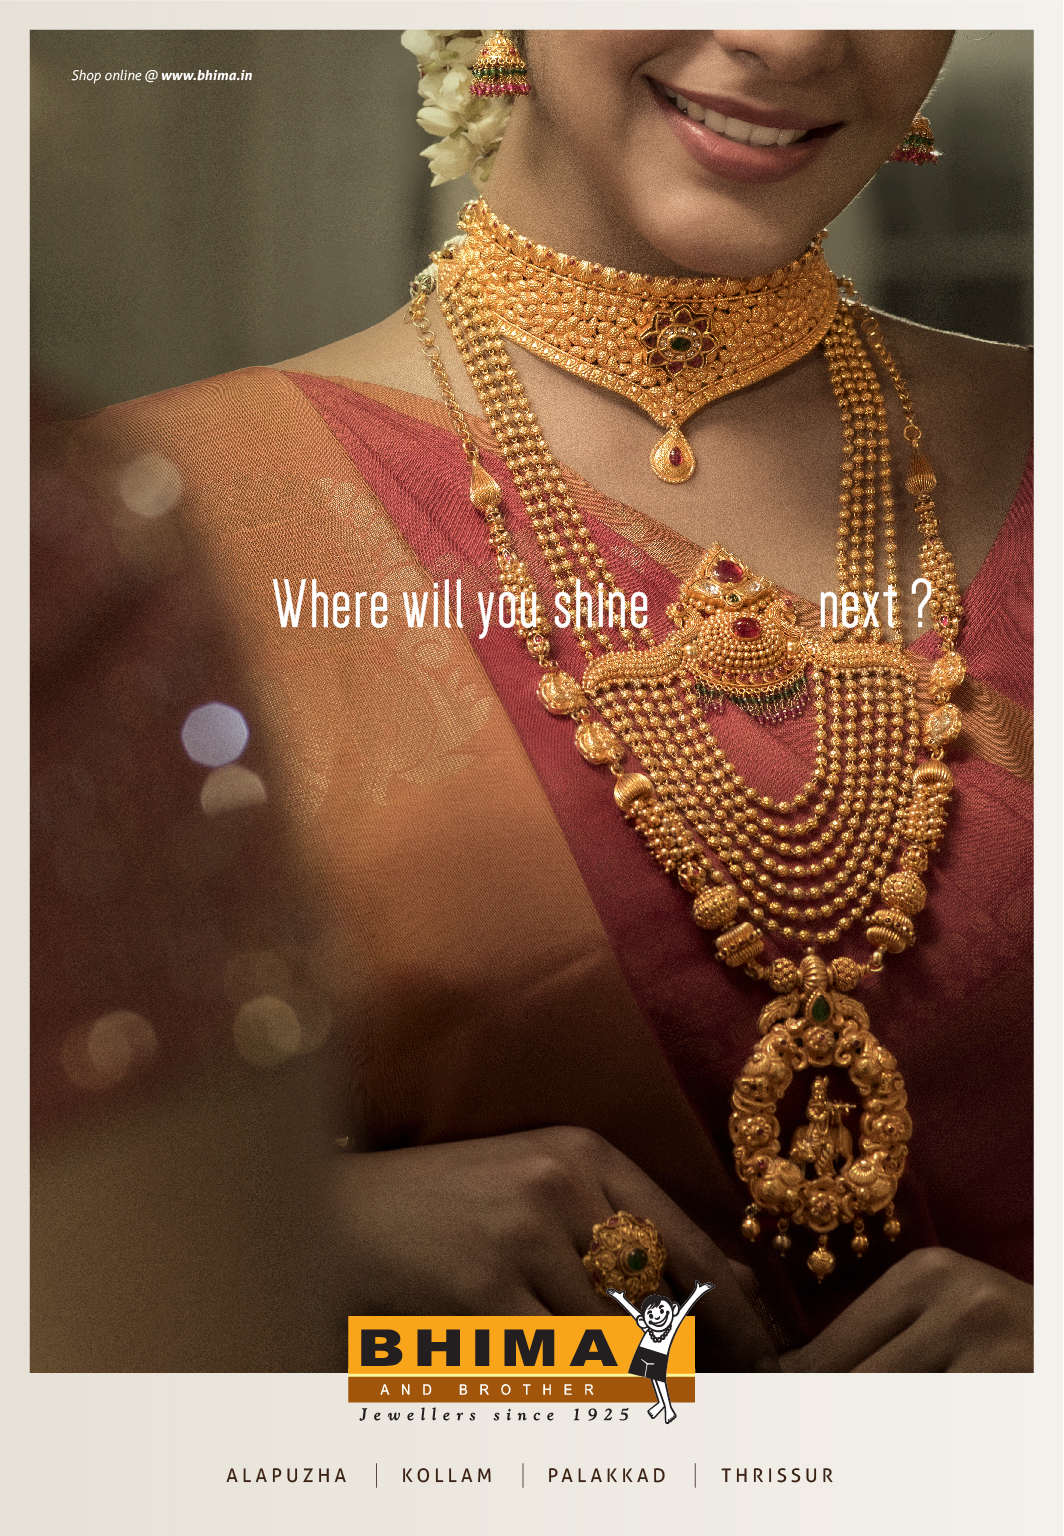 Shop online @ www.bhima.in
Where will you shine next ?
BHIMA
AND BROTHER
Jewellers since 1925
ALAPUZHA | KOLLAM | PALAKKAD | THRISSUR